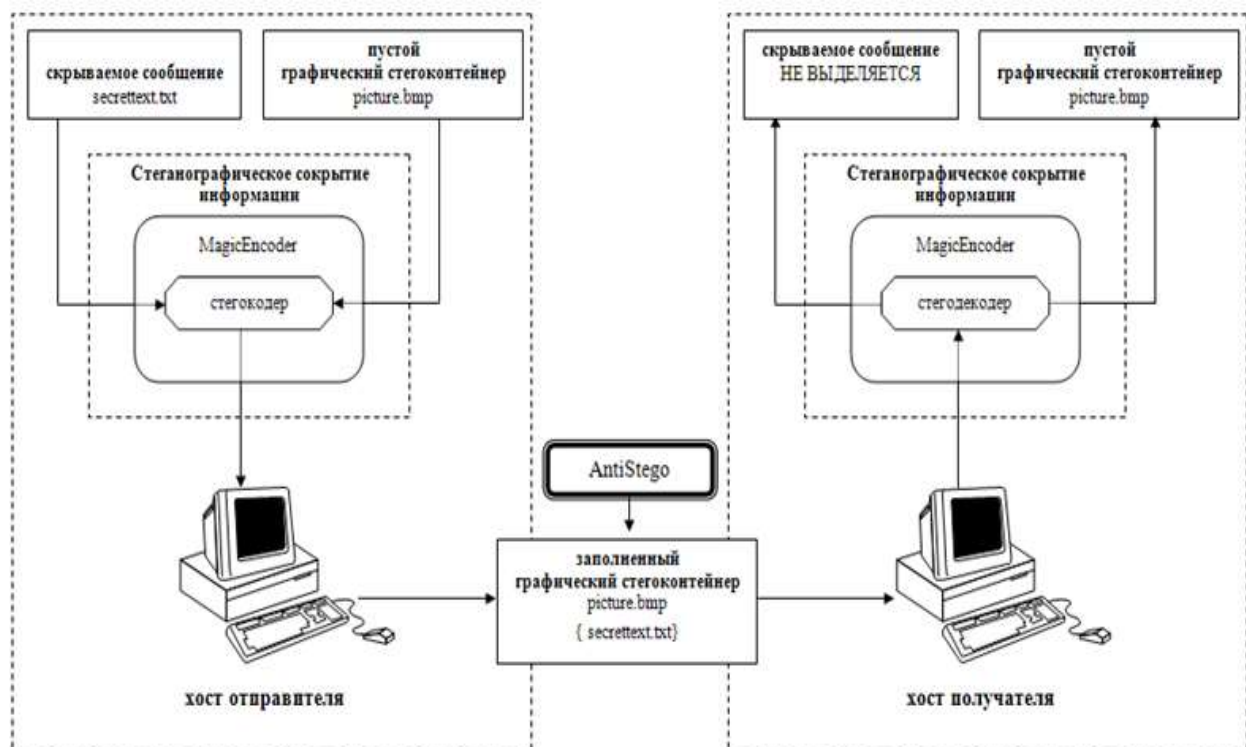 скрываемое сообщение
secrettext.txt
пустой
графический стегоконтейнер
picture.bmp
Стеганографическое сокрытие
информации
MagicEncoder
стегокодер
хост отправителя
AntiStego
заполненный
графический стегоконтейнер
picture.bmp
{ secrettext.txt}
скрываемое сообщение
НЕ ВЫДЕЛЯЕТСЯ
пустой
графический стегоконтейнер
picture.bmp
Стеганографическое сокрытие
информации
MagicEncoder
стегодекодер
хост получателя